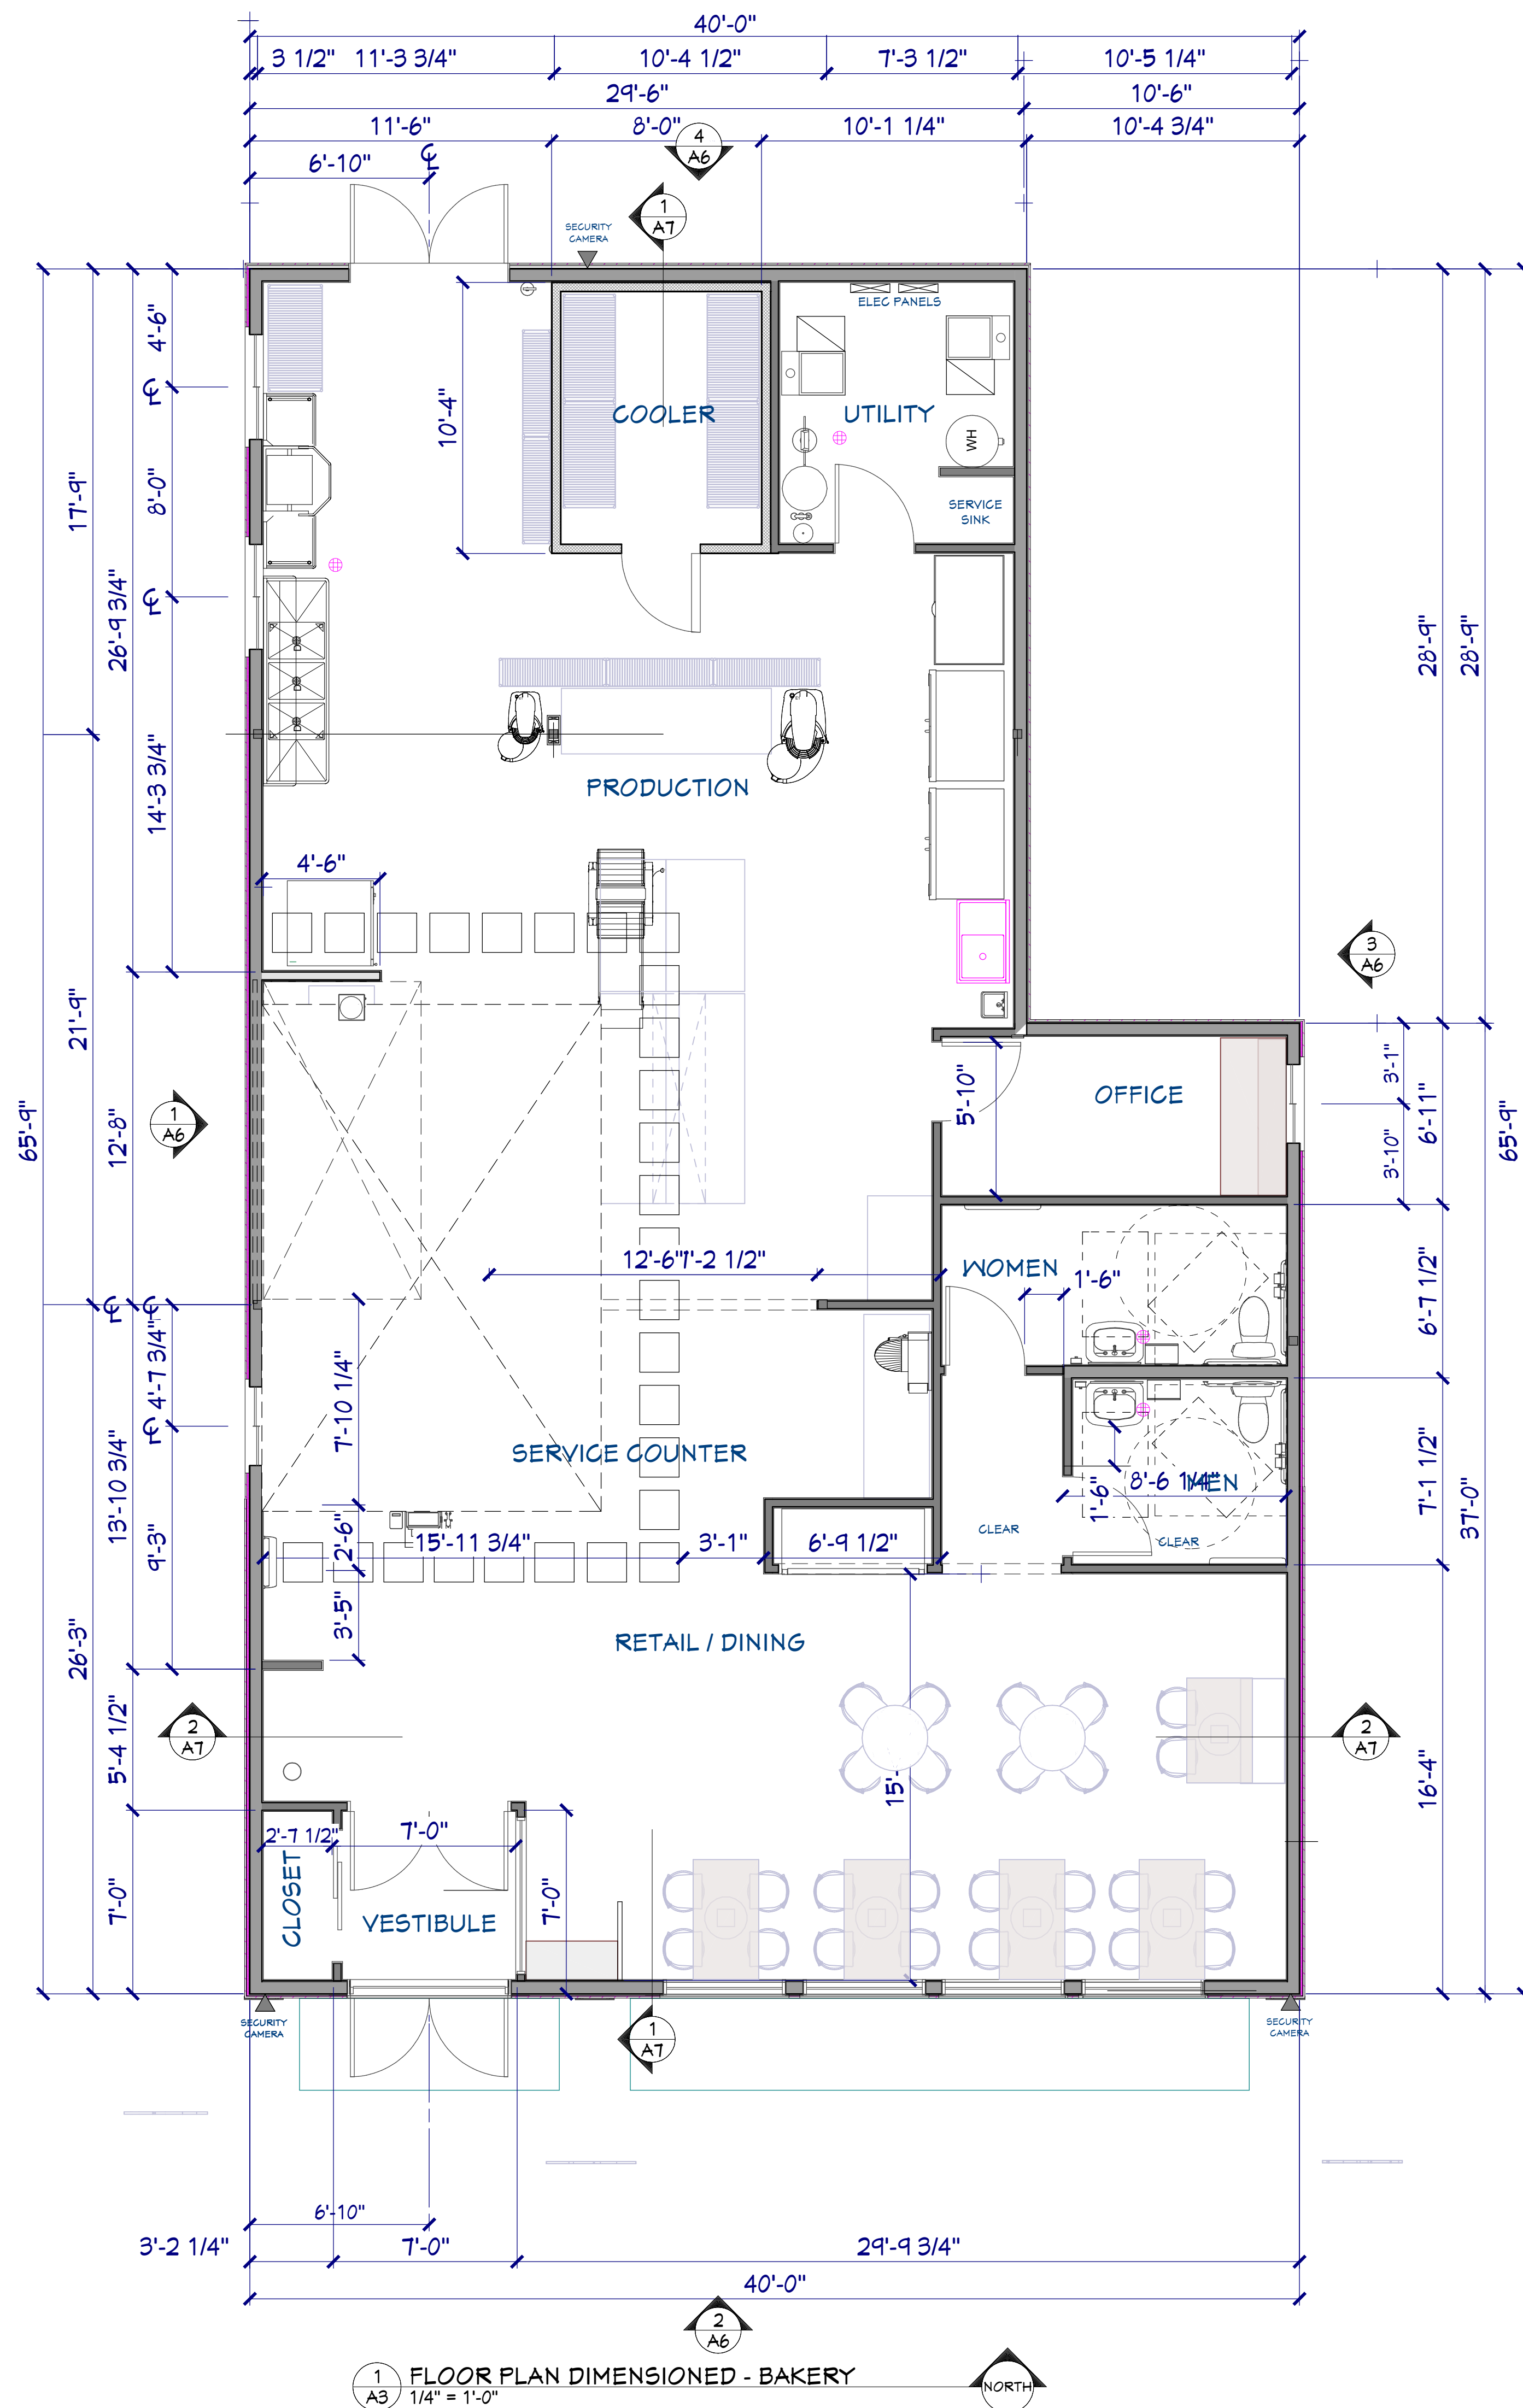 40'-0"
3 1/2" 11'-3 3/4" 10'-4 1/2" 7'-3 1/2" 10'-5 1/4"
29'-6" 10'-6"
11'-6" 8'-0" 10'-1 1/4" 10'-4 3/4"
4
A6
6'-10"
1
A7
SECURITY
CAMERA
ELEC PANELS
4'-6"
COOLER
UTILITY
10'-4"
WH
8'-0"
17'-9"
SERVICE
SINK
26'-9 3/4"
28'-9"
28'-9"
14'-3 3/4"
PRODUCTION
4'-6"
3
A6
21'-9"
3'-1"
5'-10"
OFFICE
6'-11"
65'-9"
1
A6
12'-8"
3'-10"
65'-9"
12'-6"
1'-2 1/2"
WOMEN
1'-6"
6'-7 1/2"
4'-7 3/4"
7'-10 1/4"
SERVICE COUNTER
13'-10 3/4"
8'-6 1/4"
MEN
1'-6"
7'-1 1/2"
37'-0"
CLEAR
CLEAR
9'-3"
2'-6"
15'-11 3/4"
3'-1"
6'-9 1/2"
3'-5"
RETAIL / DINING
26'-3"
2
A7
5'-4 1/2"
2
A7
15'-
16'-4"
2'-7 1/2"
7'-0"
CLOSET
VESTIBULE
7'-0"
7'-0"
SECURITY
CAMERA
SECURITY
CAMERA
1
A7
6'-10"
3'-2 1/4" 7'-0" 29'-9 3/4"
40'-0"
2
A6
1
A3
FLOOR PLAN DIMENSIONED - BAKERY
1/4" = 1'-0"
NORTH